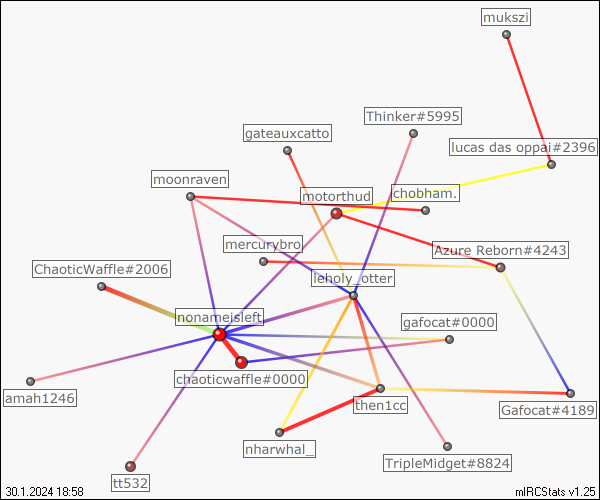 mukszi
Thinker#5995
gateauxcatto
lucas das oppai#2396
moonraven
motorthud
chobham.
mercurybro
Azure Reborn#4243
ChaoticWaffle#2006
leholy_otter
nonameisleft
gafocat#0000
chaoticwaffle#0000
amah1246
then1cc
Gafocat#4189
nharwhal_
TripleMidget#8824
tt532
30.1.2024 18:58
mIRCStats v1.25